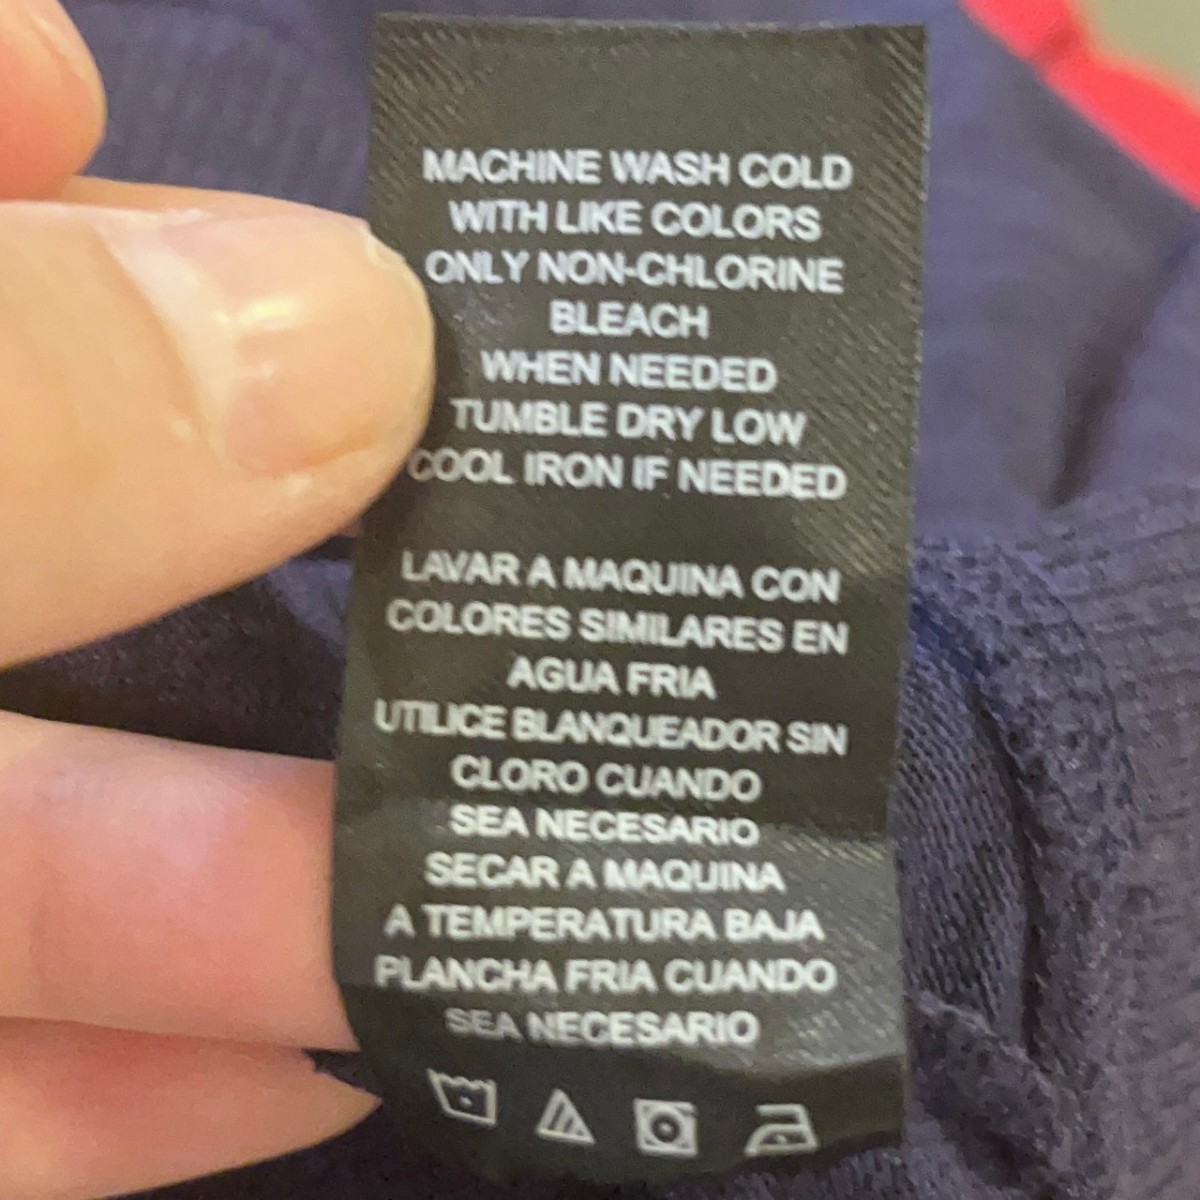 MACHINE WASH COLD
WITH LIKE COLORS
ONLY NON-CHLORINE
BLEACH
WHEN NEEDED
TUMBLE DRY LOW
COOL IRON IF NEEDED
LAVAR A MAQUINA CON
COLORES SIMILARES EN
AGUA FRIA
UTILICE BLANQUEADOR SIN
CLORO CUANDO
SEA NECESARIO
SECAR A MAQUINA
A TEMPERATURA BAJA
PLANCHA FRIA CUANDO
SEA NECESARIO